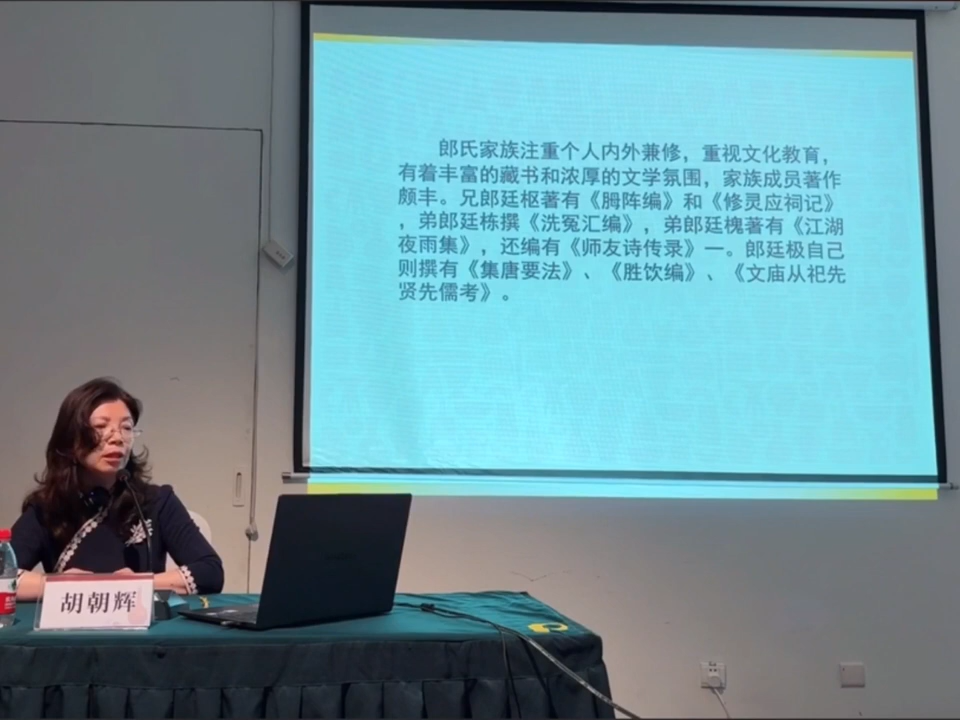 郎氏家族注重个人内外兼修，重视文化教育，
有着丰富的藏书和浓厚的文学氛围，家族成员著作
颇丰。兄郎廷枢著有《胟阵编》和《修灵应祠记》
，弟郎廷栋撰《洗冤汇编》，弟郎廷槐著有《江湖
夜雨集》，还编有《师友诗传录》一。郎廷极自己
则撰有《集唐要法》、《胜饮编》、《文庙从祀先
贤先儒考》。
胡朝辉